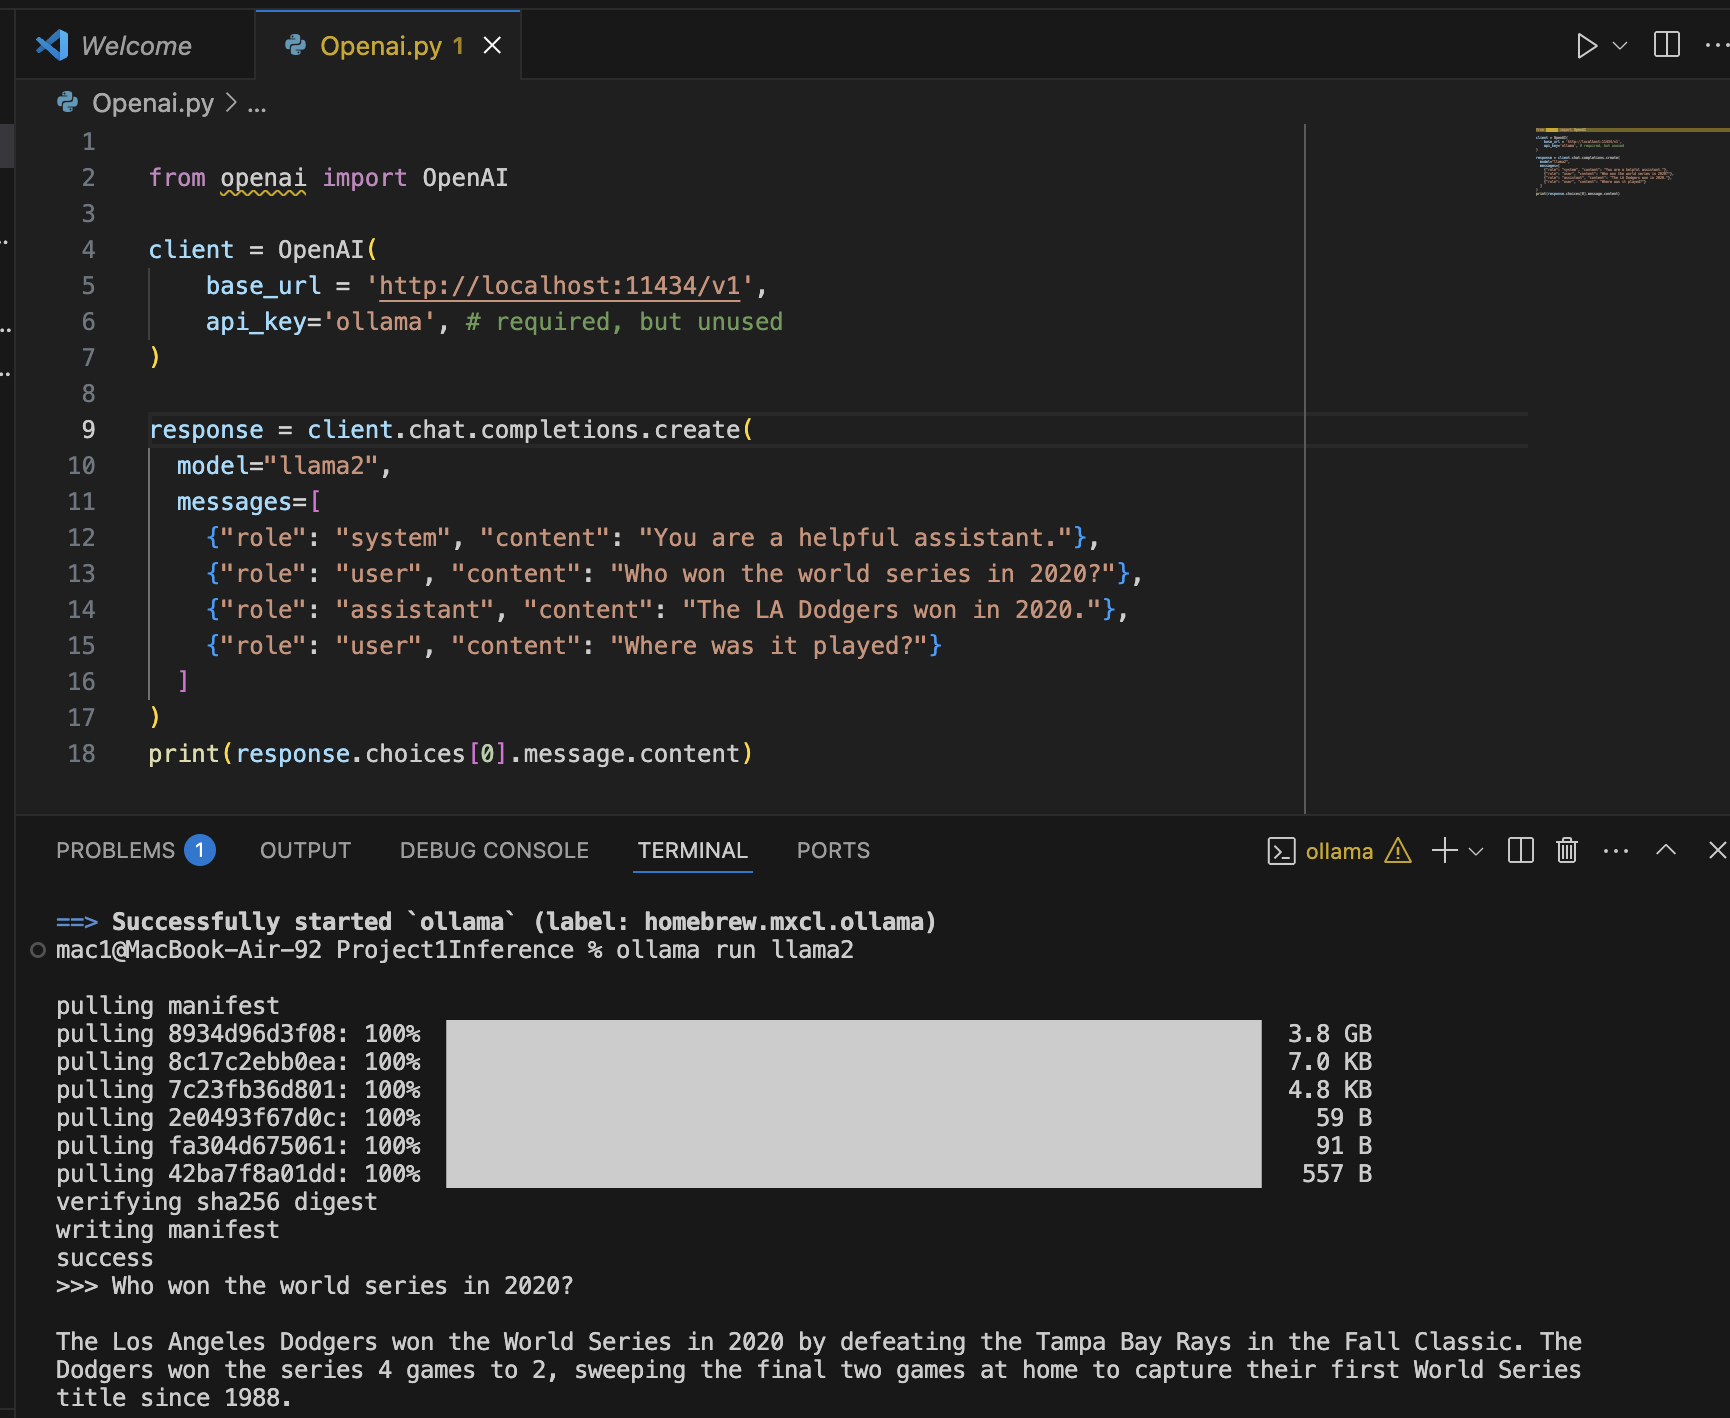 Welcome
Openai.py 1
Openai.py > ...
1
2 from openai import OpenAI
3
4 client = OpenAI(
5     base_url = 'http://localhost:11434/v1',
6     api_key='ollama', # required, but unused
7 )
8
9 response = client.chat.completions.create(
10   model="llama2",
11   messages=[
12     {"role": "system", "content": "You are a helpful assistant."},
13     {"role": "user", "content": "Who won the world series in 2020?"},
14     {"role": "assistant", "content": "The LA Dodgers won in 2020."},
15     {"role": "user", "content": "Where was it played?"}
16   ]
17 )
18 print(response.choices[0].message.content)
PROBLEMS 1 OUTPUT DEBUG CONSOLE TERMINAL PORTS ollama
==> Successfully started `ollama` (label: homebrew.mxcl.ollama)
mac1@MacBook-Air-92 Project1Inference % ollama run llama2
pulling manifest
pulling 8934d96d3f08: 100% 3.8 GB
pulling 8c17c2ebb0ea: 100% 7.0 KB
pulling 7c23fb36d801: 100% 4.8 KB
pulling 2e0493f67d0c: 100% 59 B
pulling fa304d675061: 100% 91 B
pulling 42ba7f8a01dd: 100% 557 B
verifying sha256 digest
writing manifest
success
>>> Who won the world series in 2020?
The Los Angeles Dodgers won the World Series in 2020 by defeating the Tampa Bay Rays in the Fall Classic. The
Dodgers won the series 4 games to 2, sweeping the final two games at home to capture their first World Series
title since 1988.